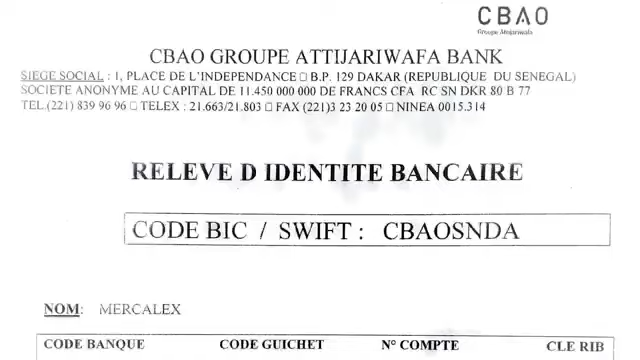 CBAO
Groupe Attijariwafa
CBAO GROUPE ATTIJARIWAFA BANK
SIEGE SOCIAL : 1, PLACE DE L'INDEPENDANCE □ B.P. 129 DAKAR (REPUBLIQUE DU SENEGAL)
SOCIETE ANONYME AU CAPITAL DE 11.450 000 000 DE FRANCS CFA RC SN DKR 80 B 77
TEL.(221) 839 96 96 □ TELEX : 21.663/21.803 □ FAX (221)3 23 20 05 □ NINEA 0015.314
RELEVE D IDENTITE BANCAIRE
CODE BIC / SWIFT : CBAOSNDA
NOM: MERCALEX
CODE BANQUE CODE GUICHET N° COMPTE CLE RIB